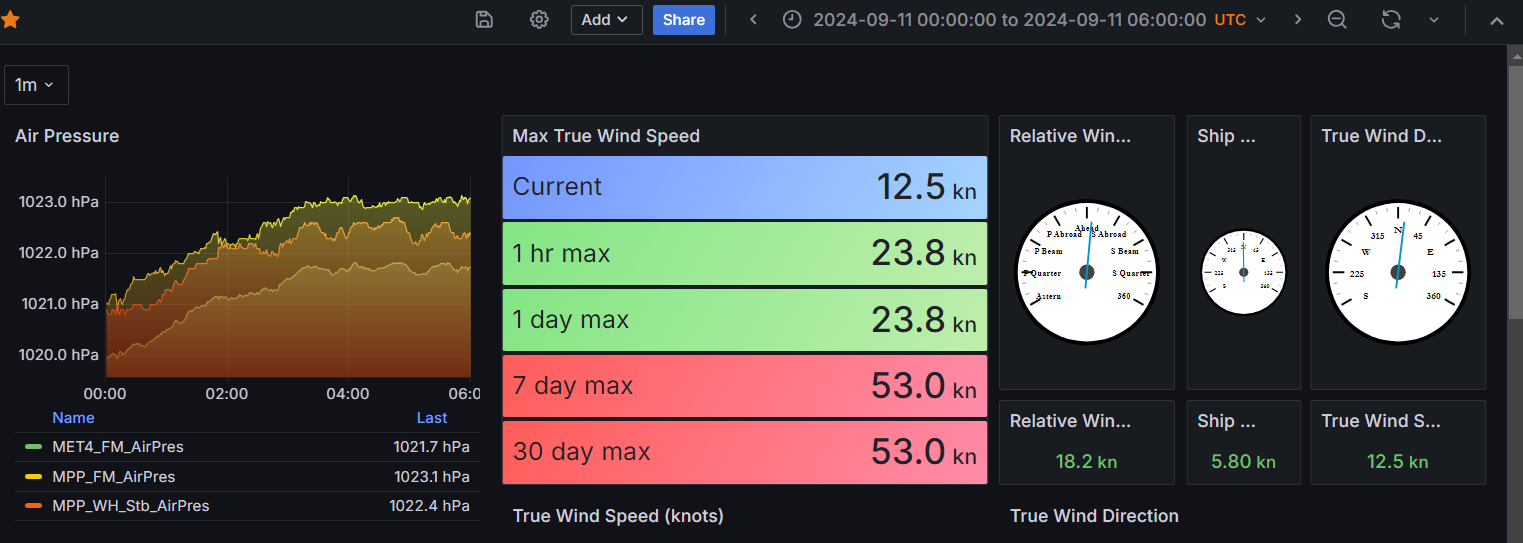 Add
Share
2024-09-11 00:00:00 to 2024-09-11 06:00:00 UTC
1m
Air Pressure
1023.0 hPa
1022.0 hPa
1021.0 hPa
1020.0 hPa
00:00 02:00 04:00 06:0
Name Last
MET4_FM_AirPres 1021.7 hPa
MPP_FM_AirPres 1023.1 hPa
MPP_WH_Stb_AirPres 1022.4 hPa
Max True Wind Speed
Current 12.5 kn
1 hr max 23.8 kn
1 day max 23.8 kn
7 day max 53.0 kn
30 day max 53.0 kn
Relative Win...
Ahead
P Abroad S Abroad
P Beam S Beam
P Quarter S Quarter
Astern 360
Ship ...
N
315 45
W E
225 135
S 360
True Wind D...
N
315 45
W E
225 135
S 360
Relative Win...
18.2 kn
Ship ...
5.80 kn
True Wind S...
12.5 kn
True Wind Speed (knots)
True Wind Direction